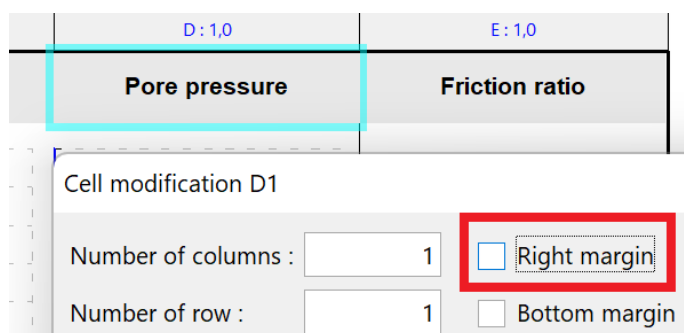 D : 1,0 E : 1,0
Pore pressure Friction ratio
Cell modification D1
Number of columns : 1 Right margin
Number of row : 1 Bottom margin